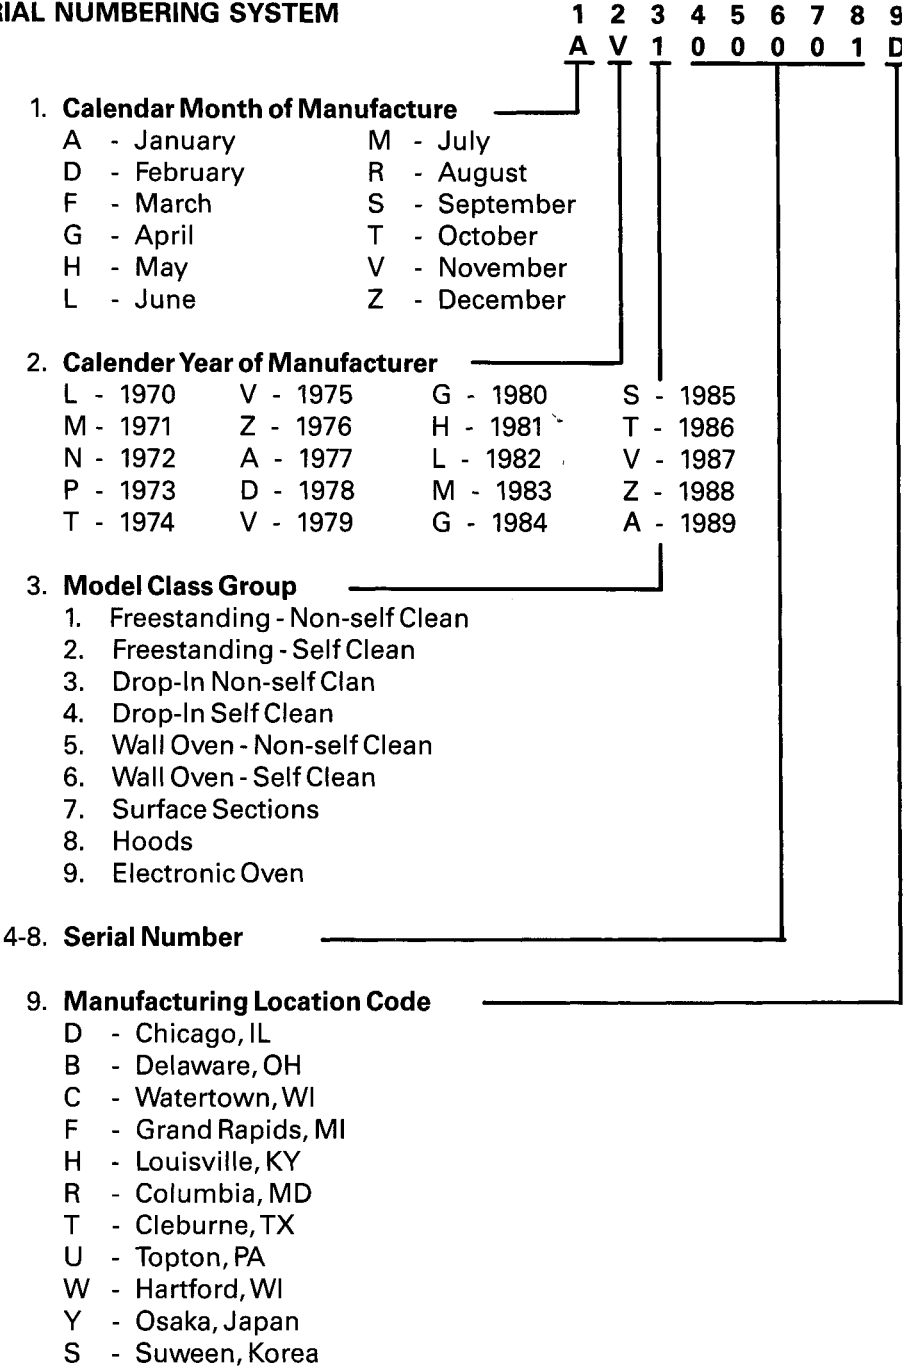 RIAL NUMBERING SYSTEM
1 2 3 4 5 6 7 8 9
A V 1 0 0 0 0 1 D
1. Calendar Month of Manufacture
A - January M - July
D - February R - August
F - March S - September
G - April T - October
H - May V - November
L - June Z - December
2. Calender Year of Manufacturer
L - 1970 V - 1975 G - 1980 S - 1985
M - 1971 Z - 1976 H - 1981 T - 1986
N - 1972 A - 1977 L - 1982 V - 1987
P - 1973 D - 1978 M - 1983 Z - 1988
T - 1974 V - 1979 G - 1984 A - 1989
3. Model Class Group
1. Freestanding - Non-self Clean
2. Freestanding - Self Clean
3. Drop-In Non-self Clan
4. Drop-In Self Clean
5. Wall Oven - Non-self Clean
6. Wall Oven - Self Clean
7. Surface Sections
8. Hoods
9. Electronic Oven
4-8. Serial Number
9. Manufacturing Location Code
D - Chicago, IL
B - Delaware, OH
C - Watertown, WI
F - Grand Rapids, MI
H - Louisville, KY
R - Columbia, MD
T - Cleburne, TX
U - Topton, PA
W - Hartford, WI
Y - Osaka, Japan
S - Suween, Korea